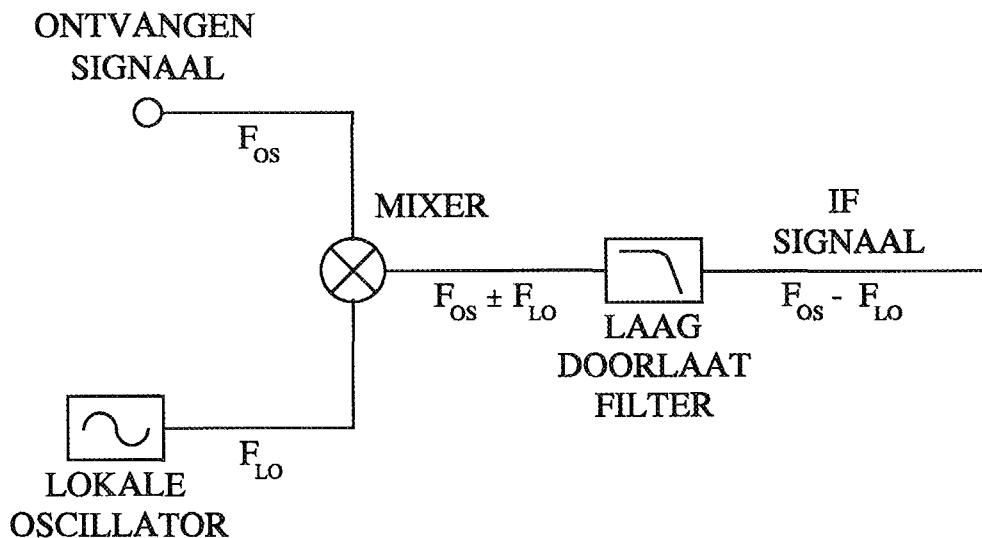 ONTVANGEN
SIGNAAL
F_OS
MIXER
IF
SIGNAAL
F_OS ± F_LO
F_OS - F_LO
LAAG
DOORLAAT
FILTER
F_LO
LOKALE
OSCILLATOR